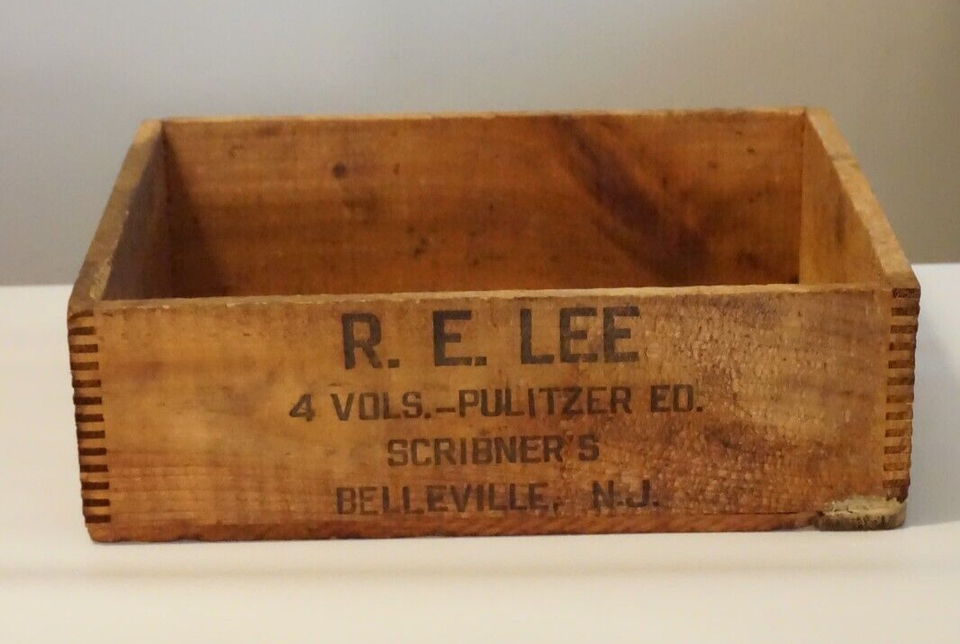 R. E. LEE
4 VOLS.-PULITZER ED.
SCRIBNER'S
BELLEVILLE, N.J.